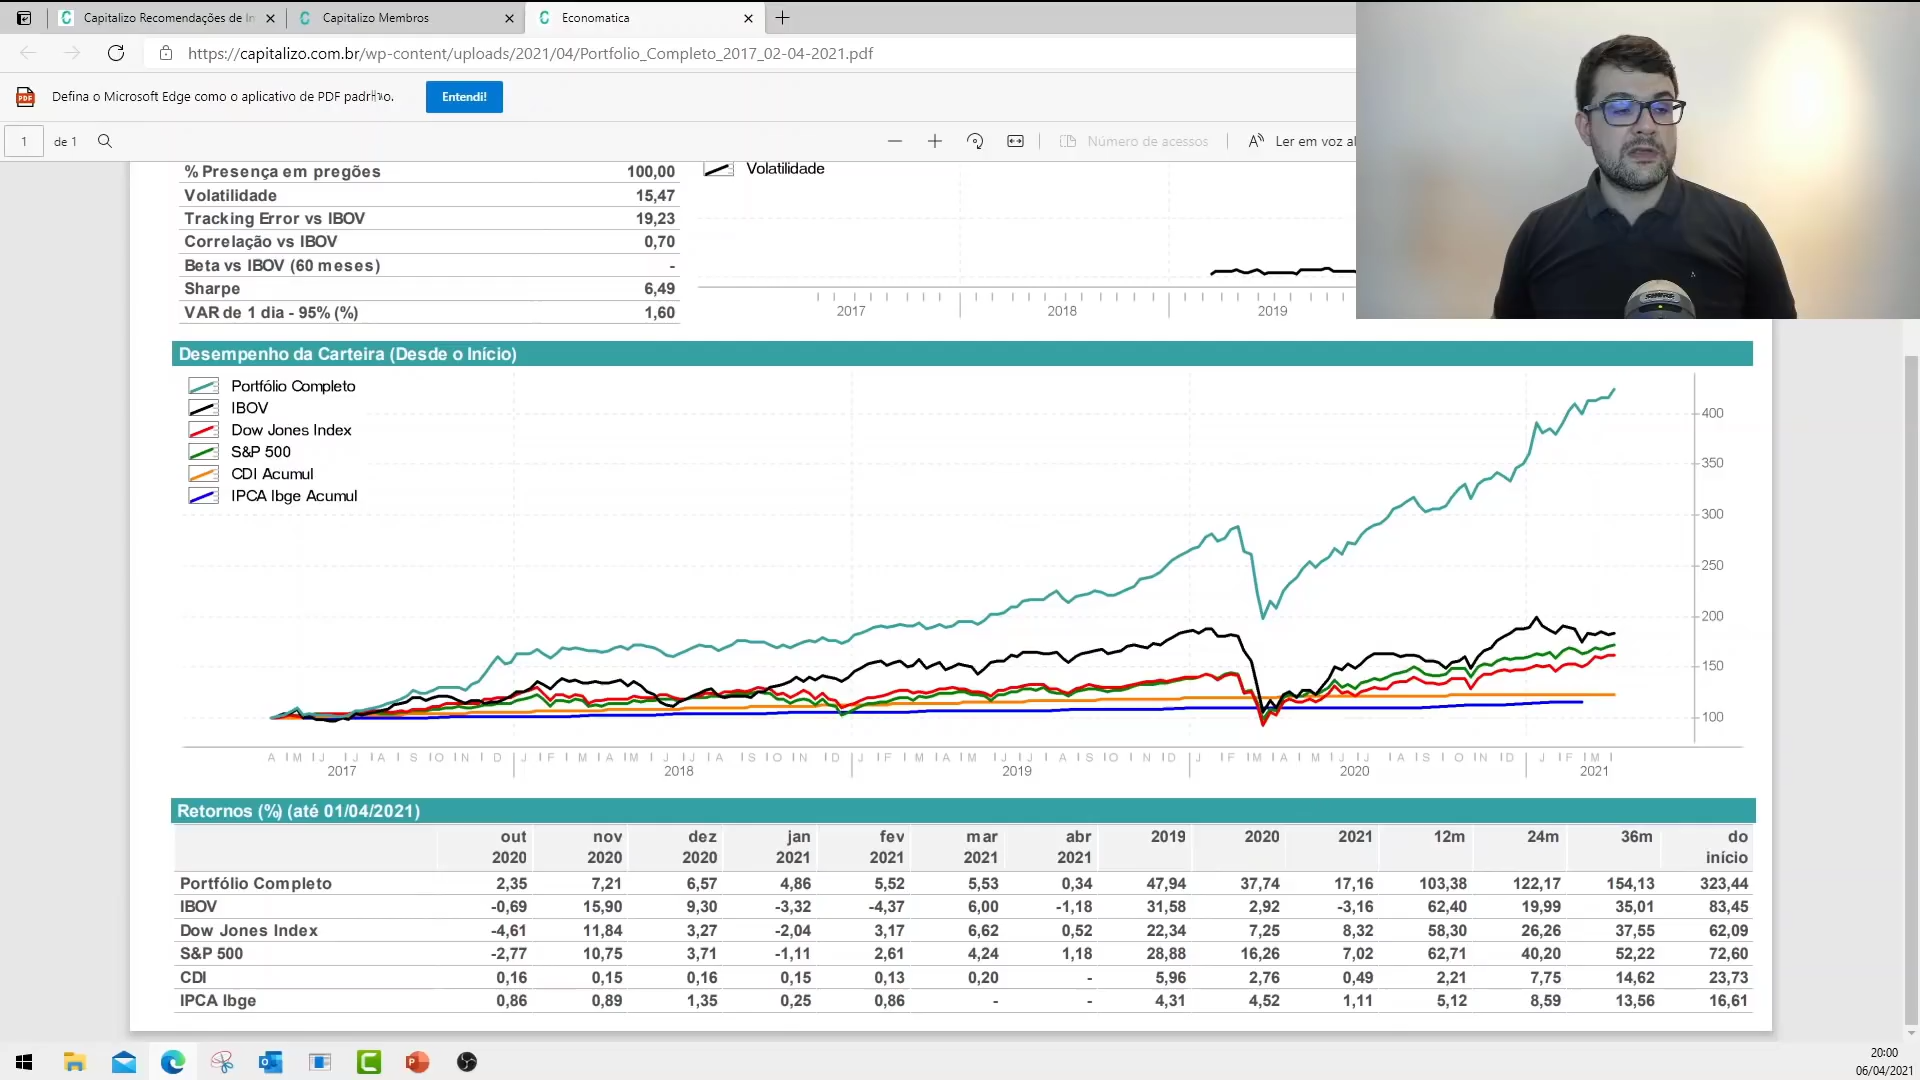 Capitalizo Recomendações de In
Capitalizo Membros
Economatica
https://capitalizo.com.br/wp-content/uploads/2021/04/Portfolio_Completo_2017_02-04-2021.pdf
Defina o Microsoft Edge como o aplicativo de PDF
Entendi!
1 de 1
Número de acessos
Ler em voz al
% Presença em pregões 100,00
Volatilidade 15,47
Tracking Error vs IBOV 19,23
Correlação vs IBOV 0,70
Beta vs IBOV (60 meses) -
Sharpe 6,49
VAR de 1 dia - 95% (%) 1,60
Volatilidade
2017 2018 2019
SHURE
Desempenho da Carteira (Desde o Início)
Portfólio Completo
IBOV
Dow Jones Index
S&P 500
CDI Acumul
IPCA Ibge Acumul
400
350
300
250
200
150
100
A M J J A S O N D J F M A M J J A S O N D J F M A M J J A S O N D J F M A M J J A S O N D J F M
2017 2018 2019 2020 2021
Retornos (%) (até 01/04/2021)
out nov dez jan fev mar abr 2019 2020 2021 12m 24m 36m do
2020 2020 2020 2021 2021 2021 2021 início
Portfólio Completo 2,35 7,21 6,57 4,86 5,52 5,53 0,34 47,94 37,74 17,16 103,38 122,17 154,13 323,44
IBOV -0,69 15,90 9,30 -3,32 -4,37 6,00 -1,18 31,58 2,92 -3,16 62,40 19,99 35,01 83,45
Dow Jones Index -4,61 11,84 3,27 -2,04 3,17 6,62 0,52 22,34 7,25 8,32 58,30 26,26 37,55 62,09
S&P 500 -2,77 10,75 3,71 -1,11 2,61 4,24 1,18 28,88 16,26 7,02 62,71 40,20 52,22 72,60
CDI 0,16 0,15 0,16 0,15 0,13 0,20 - 5,96 2,76 0,49 2,21 7,75 14,62 23,73
IPCA Ibge 0,86 0,89 1,35 0,25 0,86 - - 4,31 4,52 1,11 5,12 8,59 13,56 16,61
20:00
06/04/2021